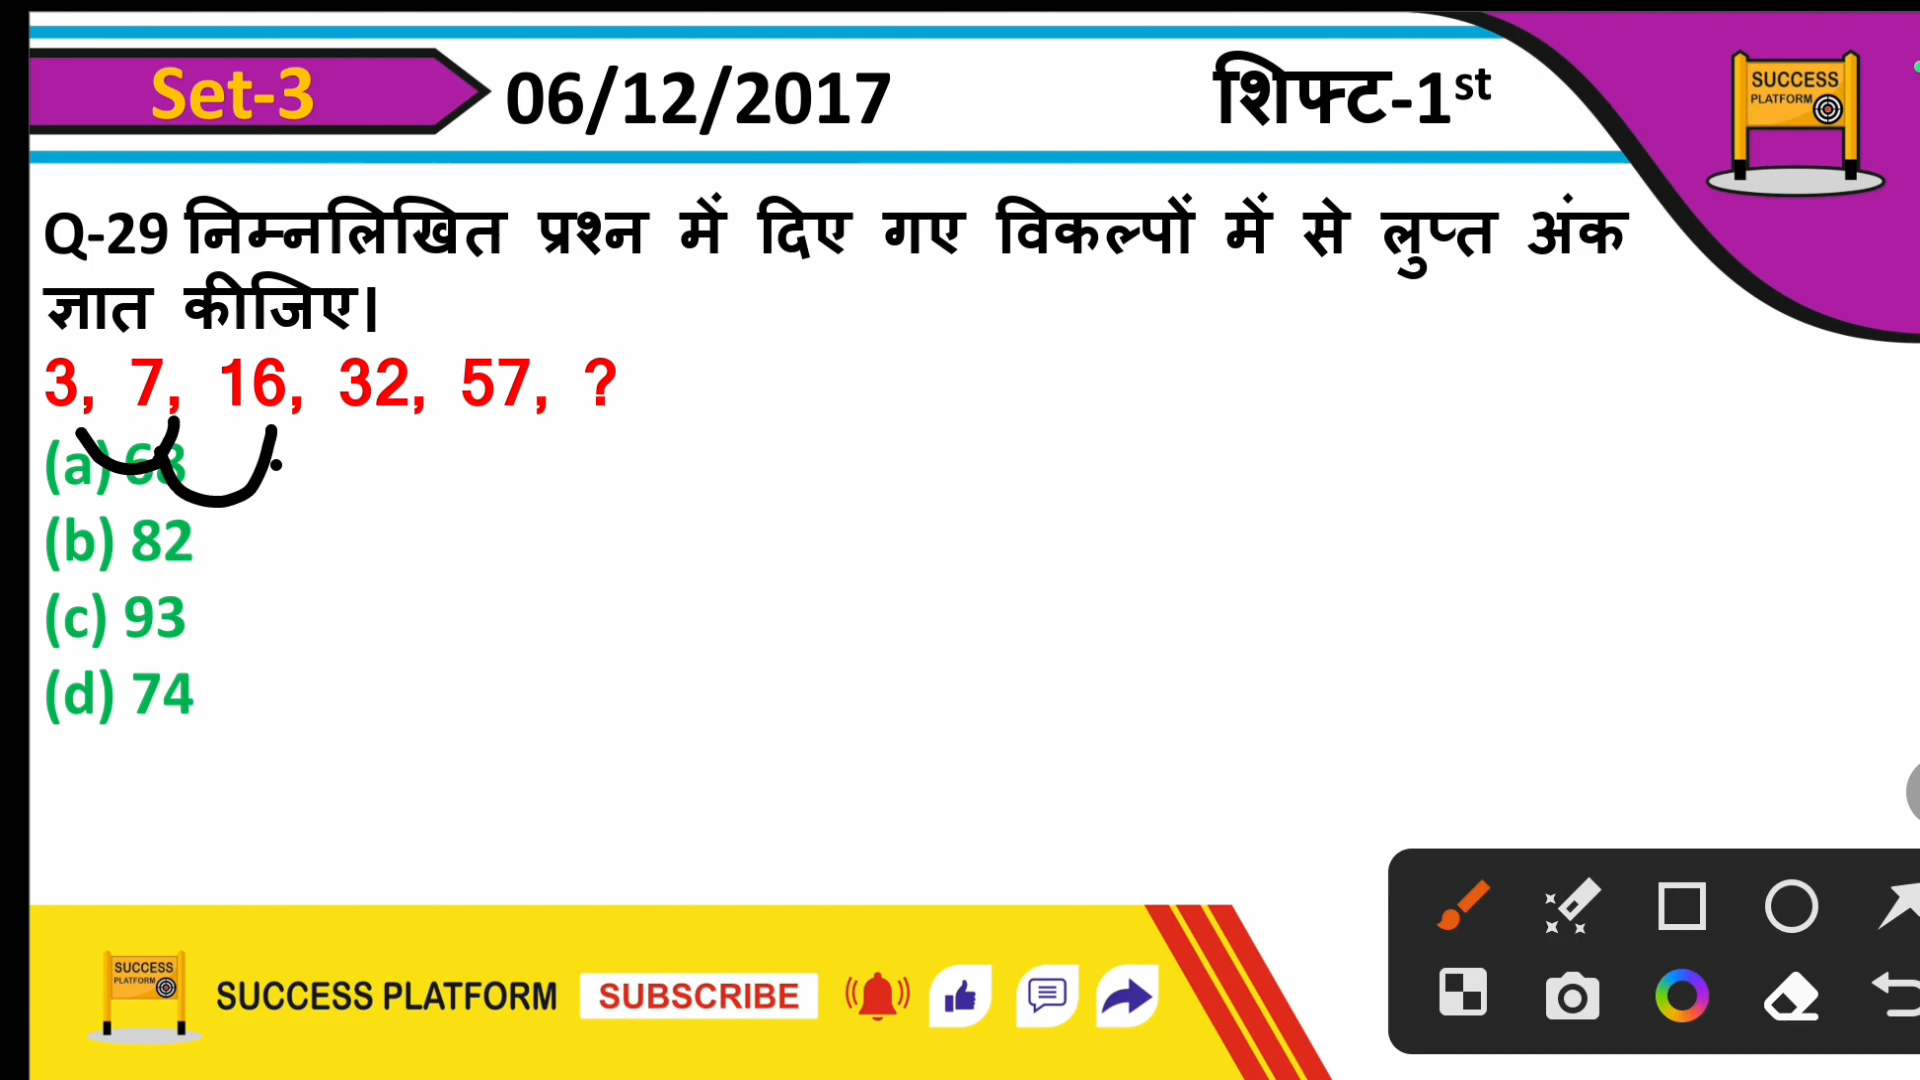 Set-3
06/12/2017
शिफ्ट-1st
SUCCESS
PLATFORM
Q-29 निम्नलिखित प्रश्न में दिए गए विकल्पों में से लुप्त अंक
ज्ञात कीजिए।
3, 7, 16, 32, 57, ?
(a) 68
(b) 82
(c) 93
(d) 74
SUCCESS
PLATFORM
SUCCESS PLATFORM
SUBSCRIBE